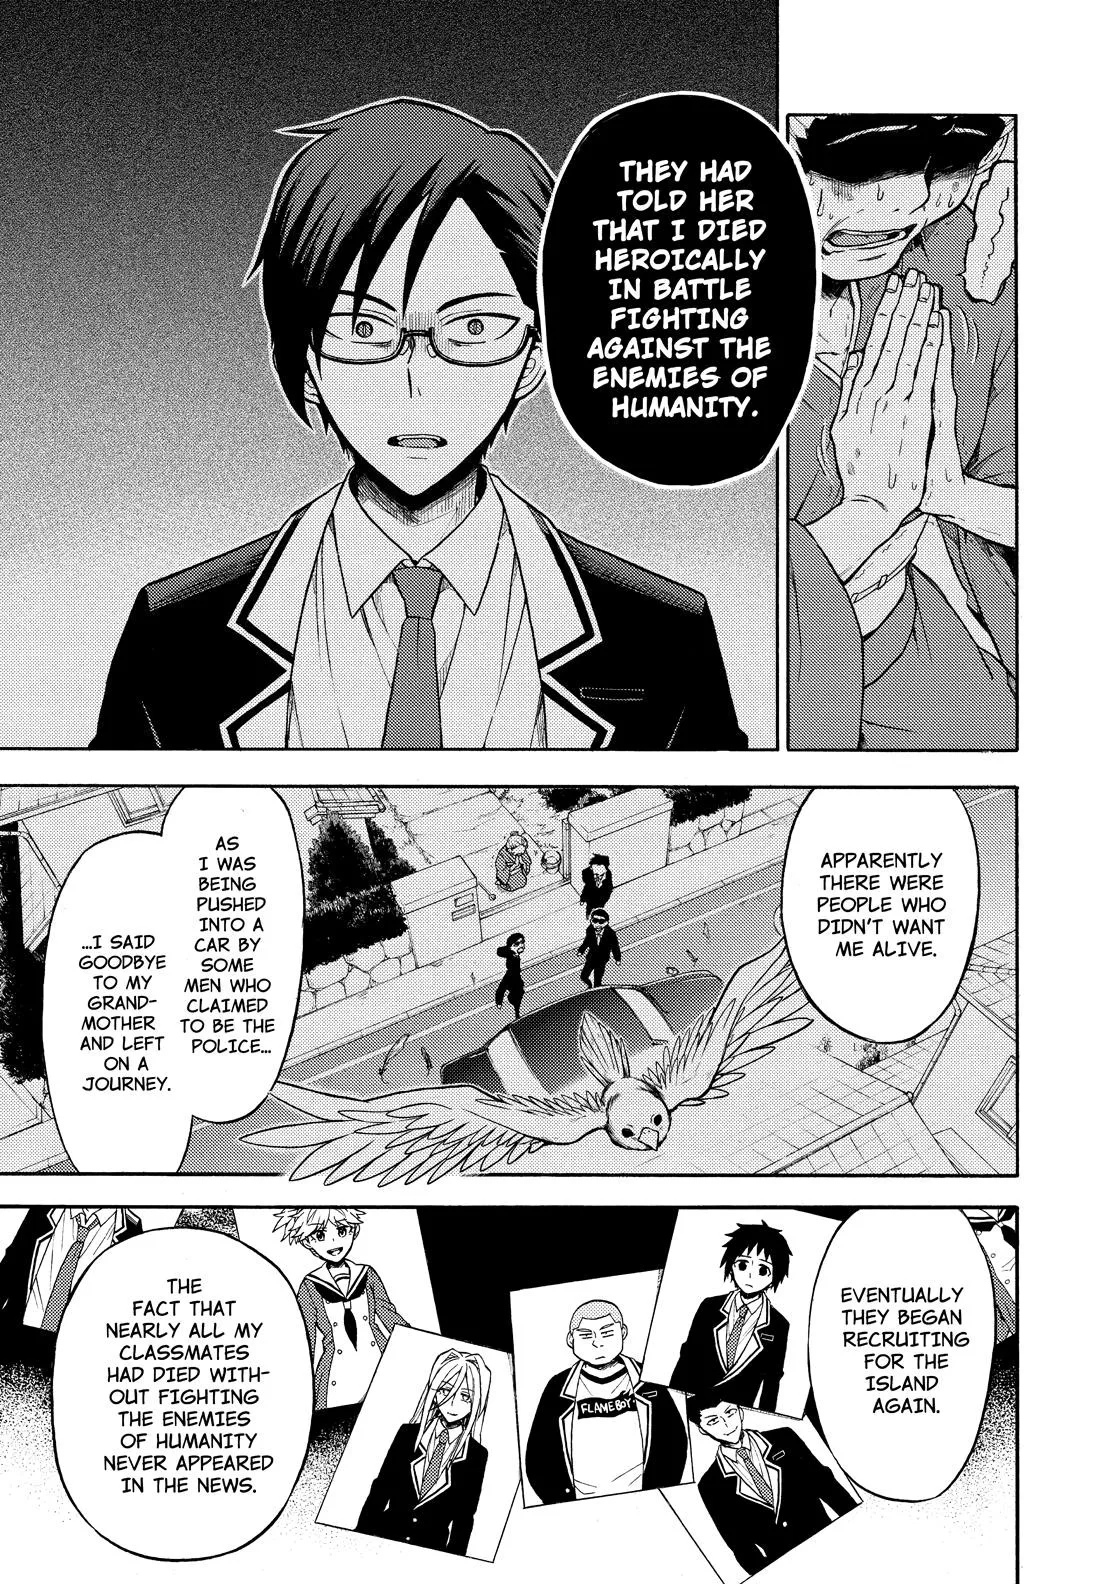 THEY HAD
TOLD HER
THAT I DIED
HEROICALLY
IN BATTLE
FIGHTING
AGAINST THE
ENEMIES OF
HUMANITY.
APPARENTLY
THERE WERE
PEOPLE WHO
DIDN'T WANT
ME ALIVE.
AS
I WAS
BEING
PUSHED
INTO A
CAR BY
SOME
MEN WHO
CLAIMED
TO BE THE
POLICE...
...I SAID
GOODBYE
TO MY
GRAND-
MOTHER
AND LEFT
ON A
JOURNEY.
EVENTUALLY
THEY BEGAN
RECRUITING
FOR THE
ISLAND
AGAIN.
FLAMEBOY
THE
FACT THAT
NEARLY ALL MY
CLASSMATES
HAD DIED WITH-
OUT FIGHTING
THE ENEMIES
OF HUMANITY
NEVER APPEARED
IN THE NEWS.